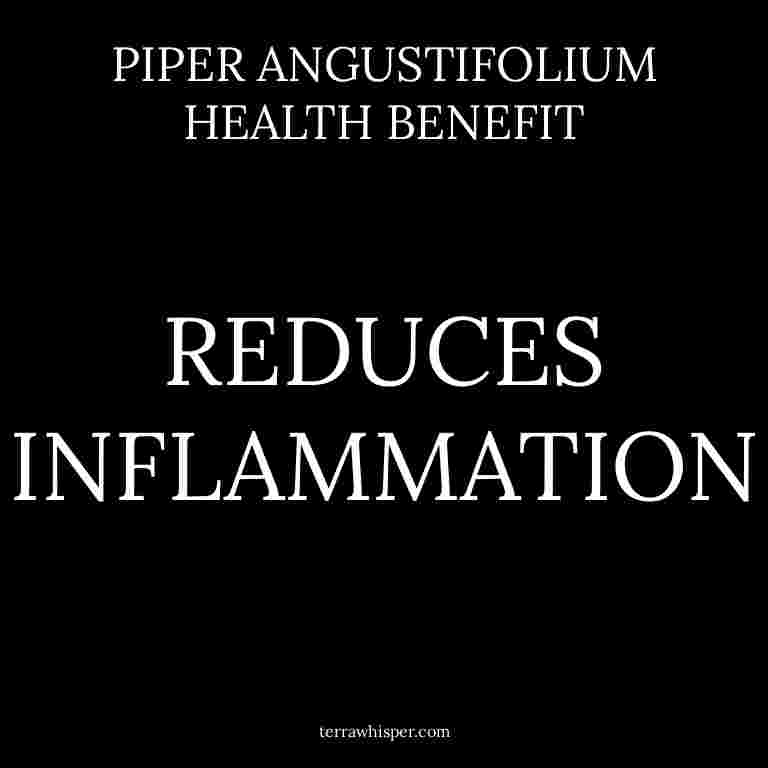 PIPER ANGUSTIFOLIUM
HEALTH BENEFIT
REDUCES
INFLAMMATION
terrawhisper.com